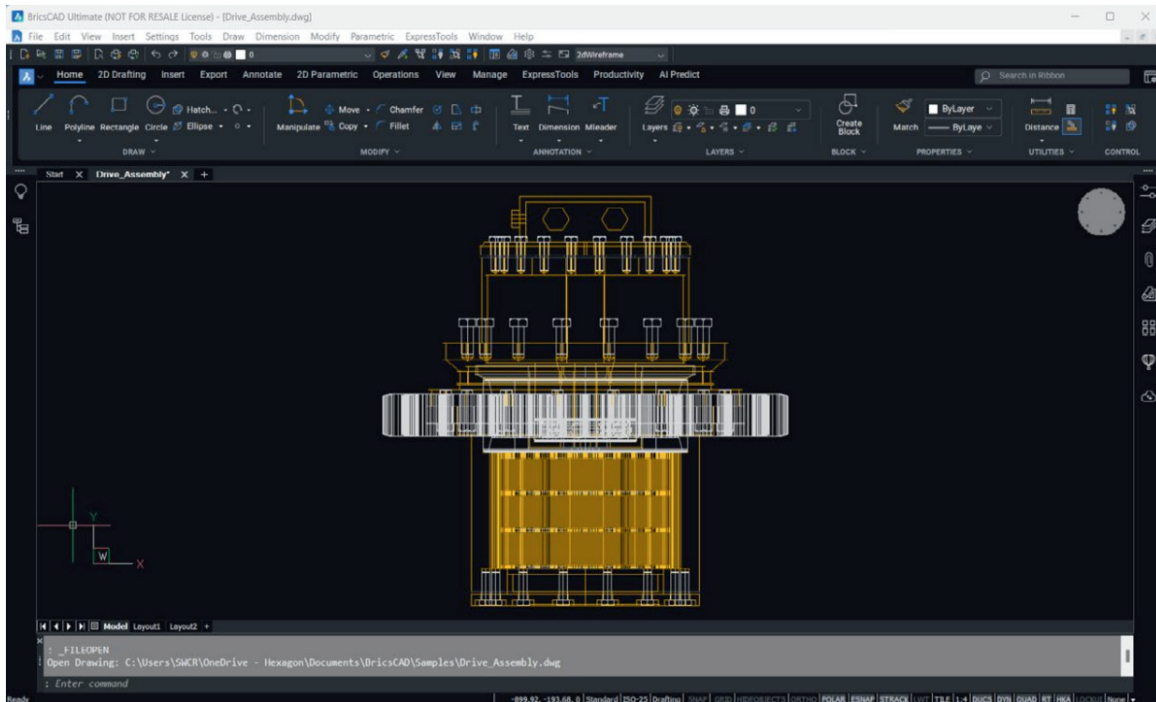 BricsCAD Ultimate (NOT FOR RESALE License) - [Drive_Assembly.dwg]
File Edit View Insert Settings Tools Draw Dimension Modify Parametric ExpressTools Window Help
0 2dWireframe
Home 2D Drafting Insert Export Annotate 2D Parametric Operations View Manage ExpressTools Productivity AI Predict Search in Ribbon
Line Polyline Rectangle Circle Hatch... Ellipse Manipulate Move Copy Chamfer Fillet Text Dimension Mleader Layers 0 Create Block Match ByLayer ByLaye Distance
DRAW MODIFY ANNOTATION LAYERS BLOCK PROPERTIES UTILITIES CONTROL
Start X Drive_Assembly* X +
Y
W
X
Model Layout1 Layout2 +
: _FILEOPEN
Open Drawing: C:\Users\SWCR\OneDrive - Hexagon\Documents\BricsCAD\Samples\Drive_Assembly.dwg
: Enter command
Ready -899.92, -193.68, 0 Standard ISO-25 Drafting SNAP GRID HIDEOBJECTS ORTHO POLAR ESNAP STRACK LWT TILE 1:4 DUCS DYN QUAD RT HKA LOCKUI None